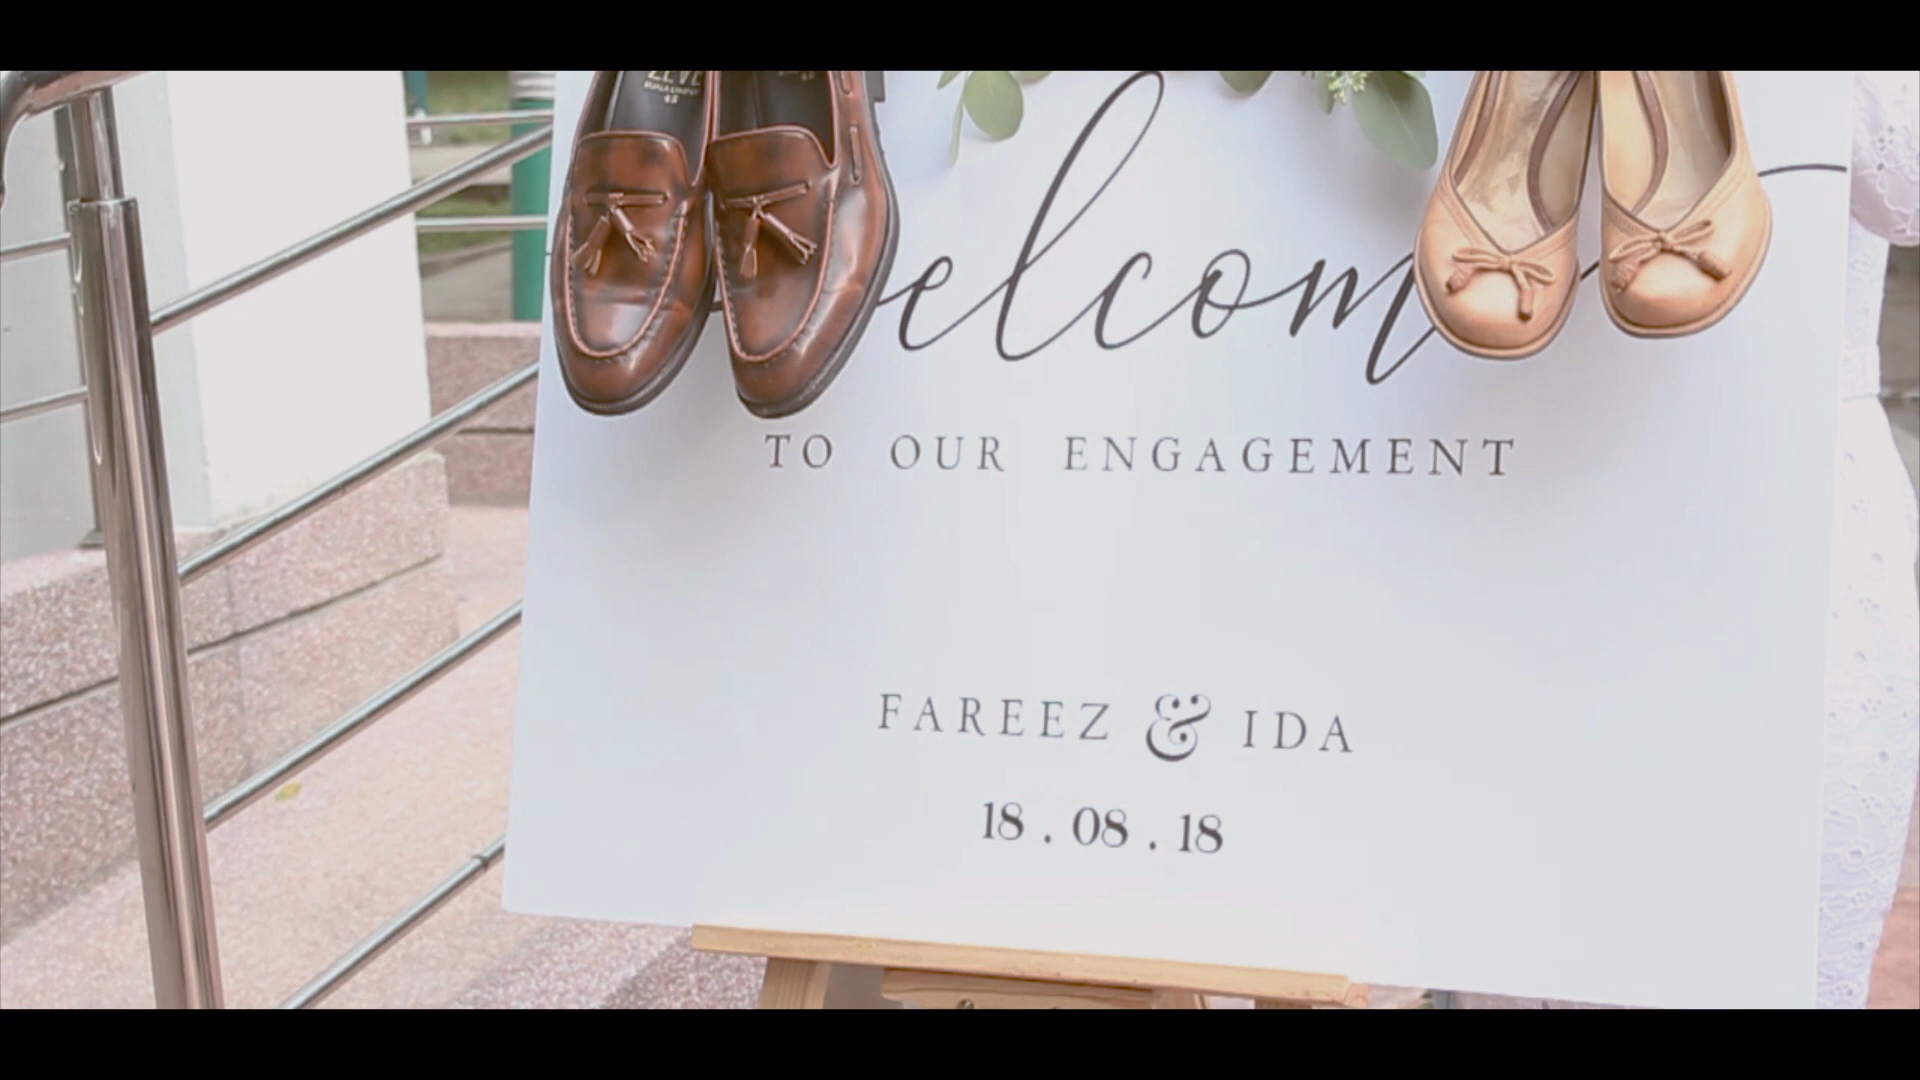 elcom
TO OUR ENGAGEMENT
FAREEZ & IDA
18 . 08 . 18